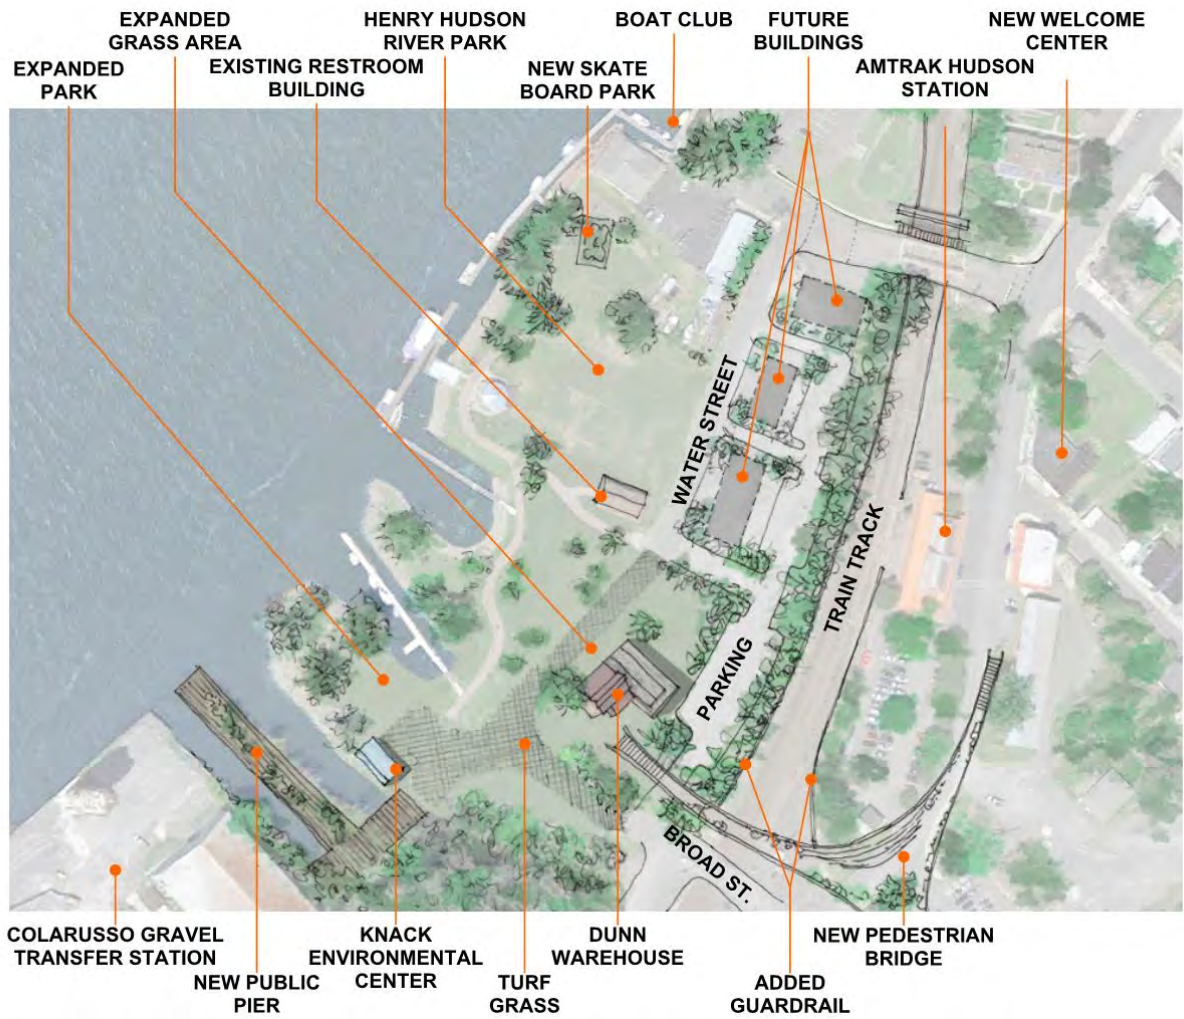 EXPANDED
GRASS AREA
HENRY HUDSON
RIVER PARK
BOAT CLUB
FUTURE
BUILDINGS
NEW WELCOME
CENTER
EXPANDED
PARK
EXISTING RESTROOM
BUILDING
NEW SKATE
BOARD PARK
AMTRAK HUDSON
STATION
WATER STREET
TRAIN TRACK
PARKING
BROAD ST.
COLARUSSO GRAVEL
TRANSFER STATION
NEW PUBLIC
PIER
KNACK
ENVIRONMENTAL
CENTER
TURF
GRASS
DUNN
WAREHOUSE
ADDED
GUARDRAIL
NEW PEDESTRIAN
BRIDGE